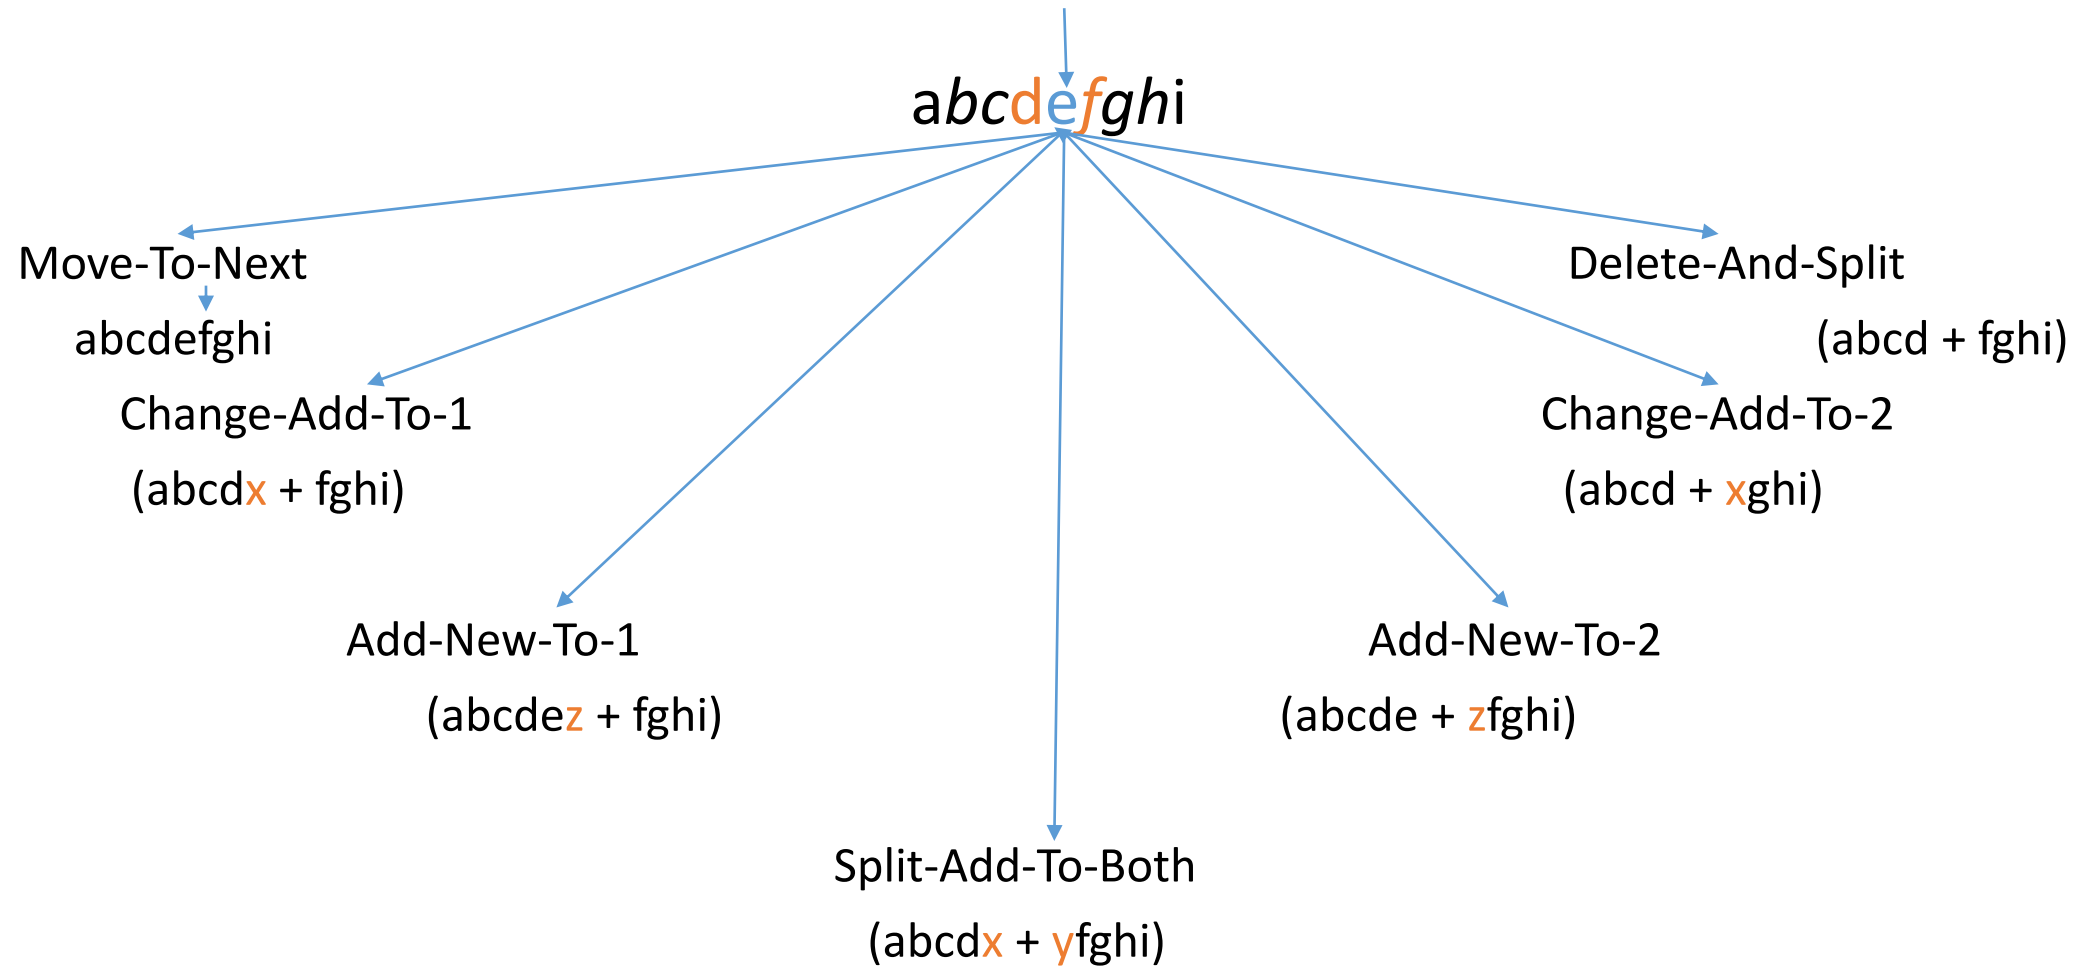 abcdefghi
Move-To-Next
Delete-And-Split
abcdefghi
(abcd + fghi)
Change-Add-To-1
Change-Add-To-2
(abcdx + fghi)
(abcd + xghi)
Add-New-To-1
Add-New-To-2
(abcdez + fghi)
(abcde + zfghi)
Split-Add-To-Both
(abcdx + yfghi)